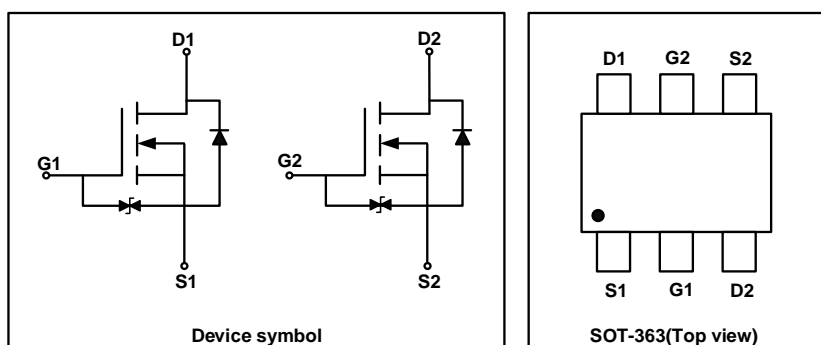 D1
D2
G1
G2
S1
S2
Device symbol
D1 G2 S2
S1 G1 D2
SOT-363(Top view)